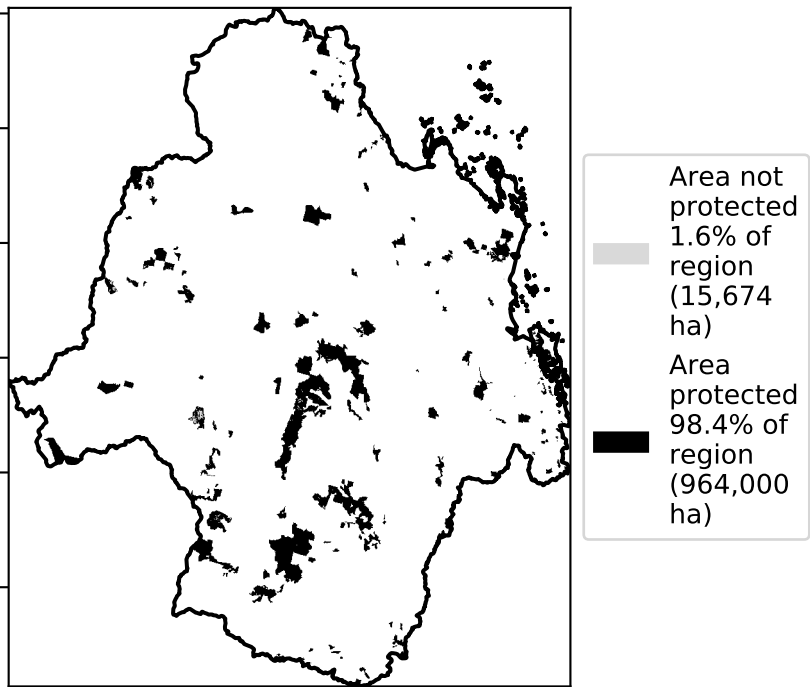 Area not
protected
1.6% of
region
(15,674
ha)
Area
protected
98.4% of
region
(964,000
ha)